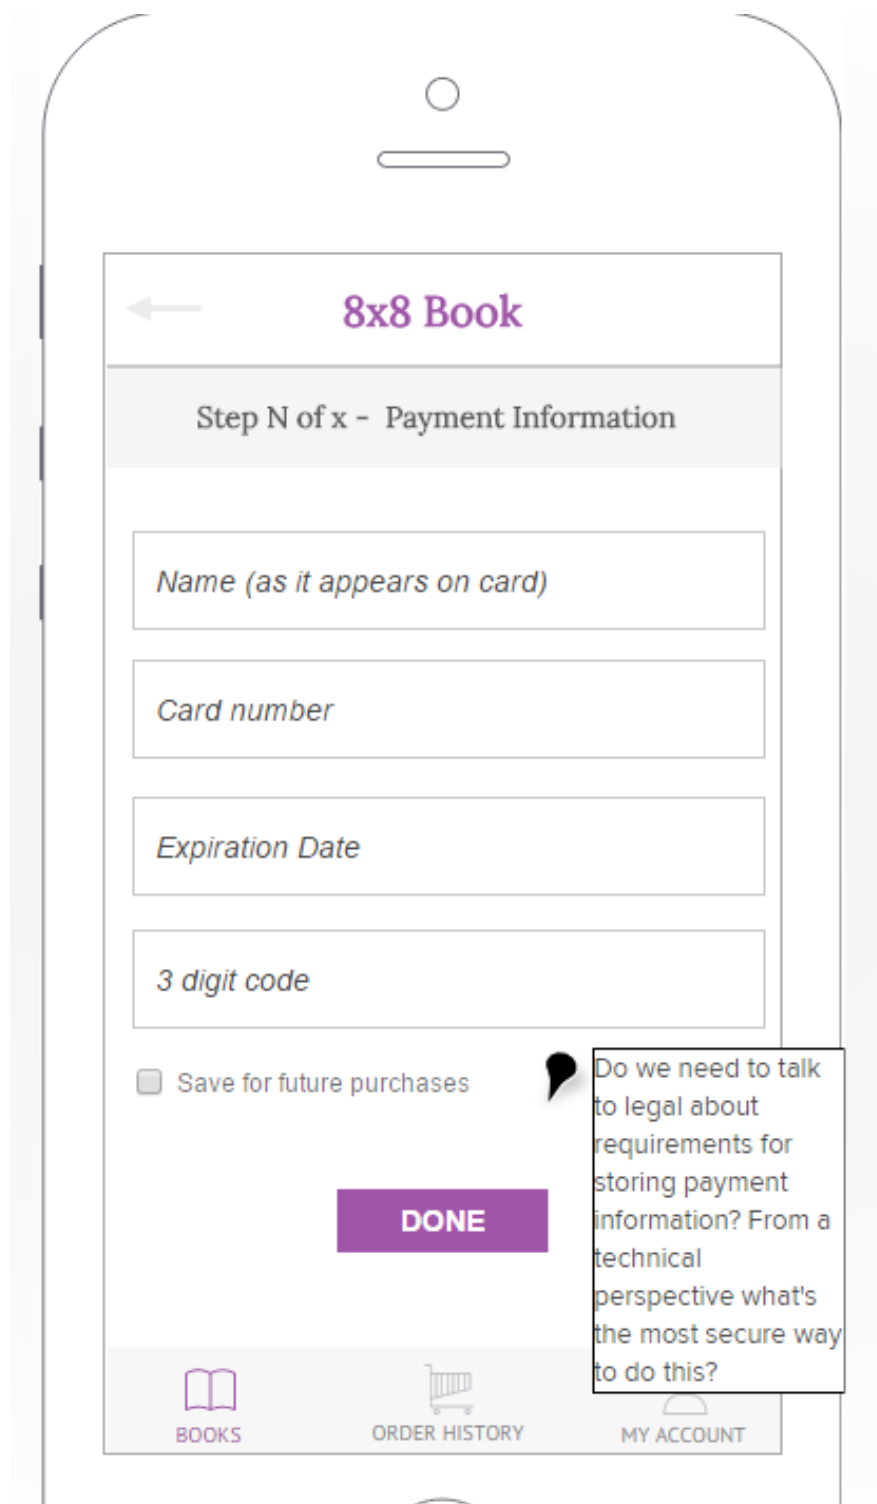 8x8 Book
Step N of x - Payment Information
Name (as it appears on card)
Card number
Expiration Date
3 digit code
Save for future purchases
Do we need to talk
to legal about
requirements for
storing payment
information? From a
technical
perspective what's
the most secure way
to do this?
DONE
BOOKS
ORDER HISTORY
MY ACCOUNT